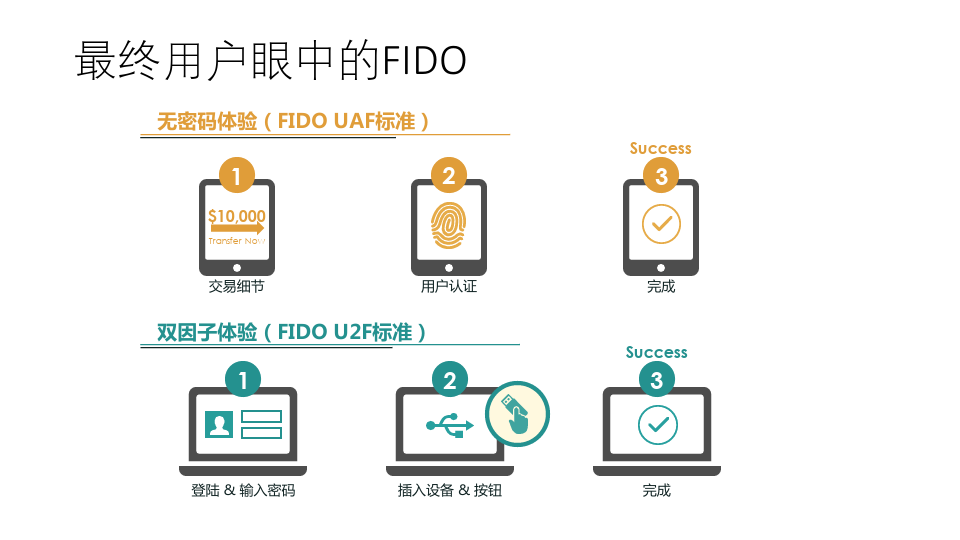 最终用户眼中的FIDO
无密码体验（FIDO UAF标准）
Success
1
2
3
$10,000
Transfer Now
交易细节
用户认证
完成
双因子体验（FIDO U2F标准）
Success
1
2
3
登陆 & 输入密码
插入设备 & 按钮
完成